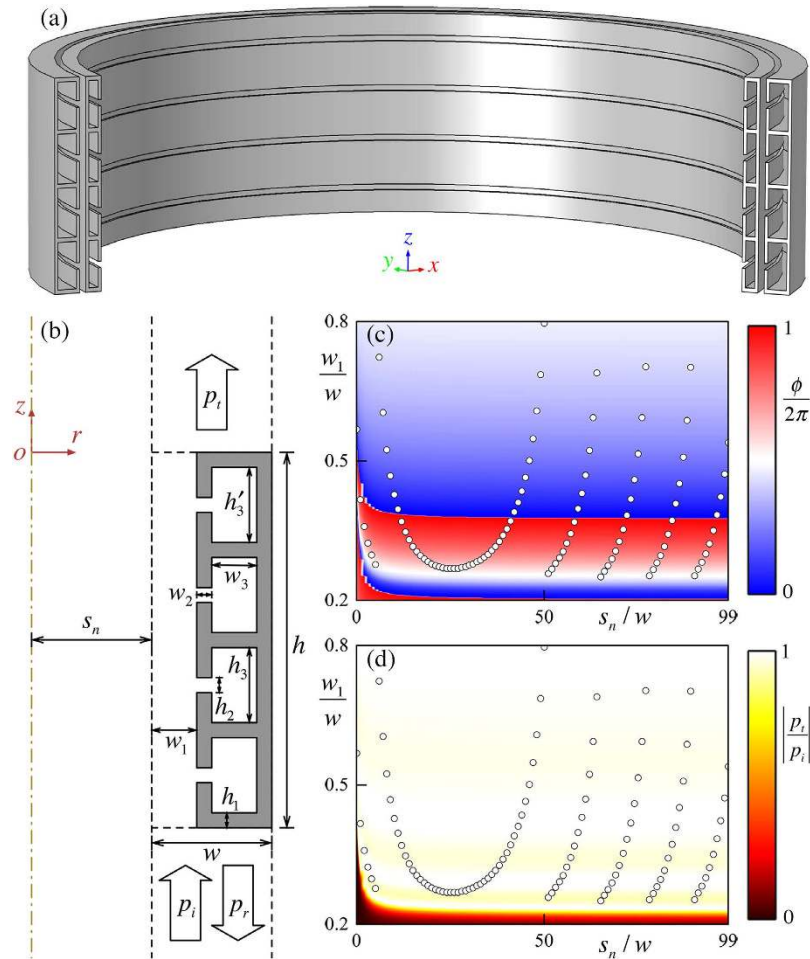 (a)
z
y
x
(b)
p_t
z
o
r
h'_3
w_3
w_2
s_n
h
h_3
h_2
w_1
h_1
w
p_i
p_r
(c)
0.8
w_1/w
0.5
0.2
0
50
s_n/w
99
1
ϕ/2π
0
(d)
0.8
w_1/w
0.5
0.2
0
50
s_n/w
99
1
|p_t/p_i|
0